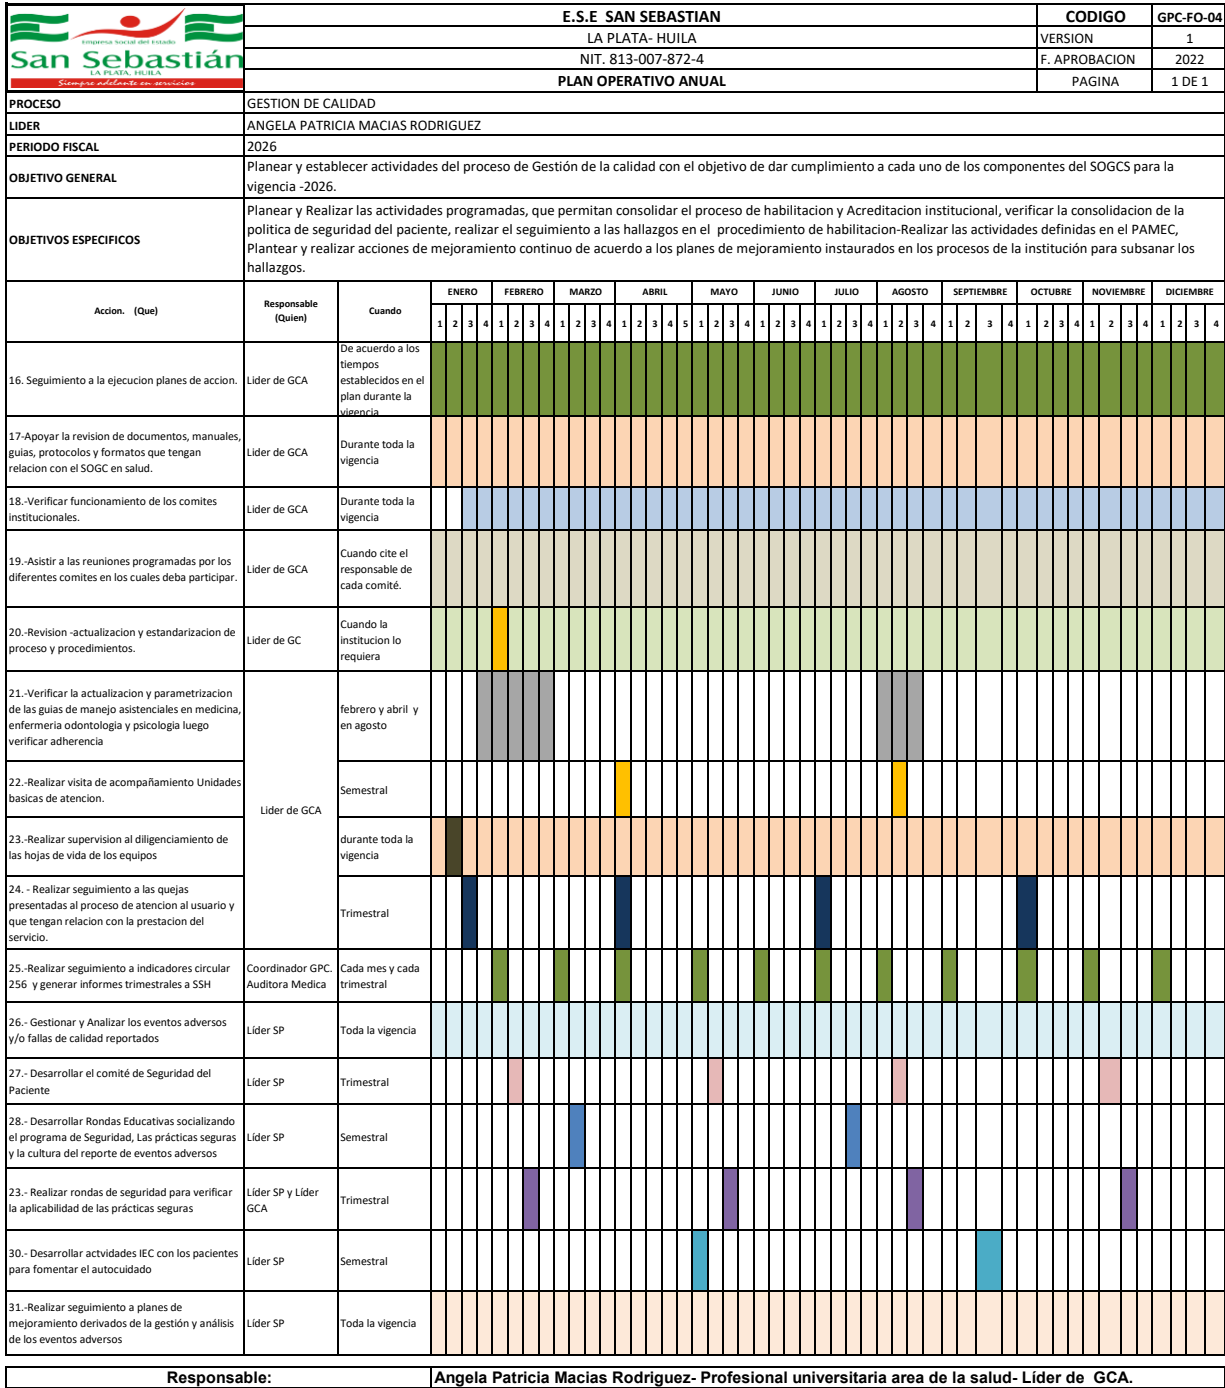 Empresa Social del Estado
San Sebastián
LA PLATA, HUILA
Siempre adelante en servicios
E.S.E SAN SEBASTIAN
CODIGO GPC-FO-04
LA PLATA- HUILA
VERSION 1
NIT. 813-007-872-4
F. APROBACION 2022
PLAN OPERATIVO ANUAL
PAGINA 1 DE 1
PROCESO GESTION DE CALIDAD
LIDER ANGELA PATRICIA MACIAS RODRIGUEZ
PERIODO FISCAL 2026
OBJETIVO GENERAL
Planear y establecer actividades del proceso de Gestión de la calidad con el objetivo de dar cumplimiento a cada uno de los componentes del SOGCS para la
vigencia -2026.
OBJETIVOS ESPECIFICOS
Planear y Realizar las actividades programadas, que permitan consolidar el proceso de habilitacion y Acreditacion institucional, verificar la consolidacion de la
politica de seguridad del paciente, realizar el seguimiento a las hallazgos en el procedimiento de habilitacion-Realizar las actividades definidas en el PAMEC,
Plantear y realizar acciones de mejoramiento continuo de acuerdo a los planes de mejoramiento instaurados en los procesos de la institución para subsanar los
hallazgos.
Accion. (Que)
Responsable
(Quien)
Cuando
ENERO FEBRERO MARZO ABRIL MAYO JUNIO JULIO AGOSTO SEPTIEMBRE OCTUBRE NOVIEMBRE DICIEMBRE
1 2 3 4 1 2 3 4 1 2 3 4 1 2 3 4 5 1 2 3 4 1 2 3 4 1 2 3 4 1 2 3 4 1 2 3 4 1 2 3 4 1 2 3 4 1 2 3 4
16. Seguimiento a la ejecucion planes de accion.
Lider de GCA
De acuerdo a los
tiempos
establecidos en el
plan durante la
vigencia
17-Apoyar la revision de documentos, manuales,
guias, protocolos y formatos que tengan
relacion con el SOGC en salud.
Lider de GCA
Durante toda la
vigencia
18.-Verificar funcionamiento de los comites
institucionales.
Lider de GCA
Durante toda la
vigencia
19.-Asistir a las reuniones programadas por los
diferentes comites en los cuales deba participar.
Lider de GCA
Cuando cite el
responsable de
cada comité.
20.-Revision -actualizacion y estandarizacion de
proceso y procedimientos.
Lider de GC
Cuando la
institucion lo
requiera
21.-Verificar la actualizacion y parametrizacion
de las guias de manejo asistenciales en medicina,
enfermeria odontologia y psicologia luego
verificar adherencia
Lider de GCA
febrero y abril y
en agosto
22.-Realizar visita de acompañamiento Unidades
basicas de atencion.
Semestral
23.-Realizar supervision al diligenciamiento de
las hojas de vida de los equipos
durante toda la
vigencia
24. - Realizar seguimiento a las quejas
presentadas al proceso de atencion al usuario y
que tengan relacion con la prestacion del
servicio.
Trimestral
25.-Realizar seguimiento a indicadores circular
256 y generar informes trimestrales a SSH
Coordinador GPC.
Auditora Medica
Cada mes y cada
trimestral
26.- Gestionar y Analizar los eventos adversos
y/o fallas de calidad reportados
Líder SP
Toda la vigencia
27.- Desarrollar el comité de Seguridad del
Paciente
Líder SP
Trimestral
28.- Desarrollar Rondas Educativas socializando
el programa de Seguridad, Las prácticas seguras
y la cultura del reporte de eventos adversos
Líder SP
Semestral
23.- Realizar rondas de seguridad para verificar
la aplicabilidad de las prácticas seguras
Líder SP y Líder
GCA
Trimestral
30.- Desarrollar actvidades IEC con los pacientes
para fomentar el autocuidado
Líder SP
Semestral
31.-Realizar seguimiento a planes de
mejoramiento derivados de la gestión y análisis
de los eventos adversos
Líder SP
Toda la vigencia
Responsable:
Angela Patricia Macias Rodriguez- Profesional universitaria area de la salud- Líder de GCA.